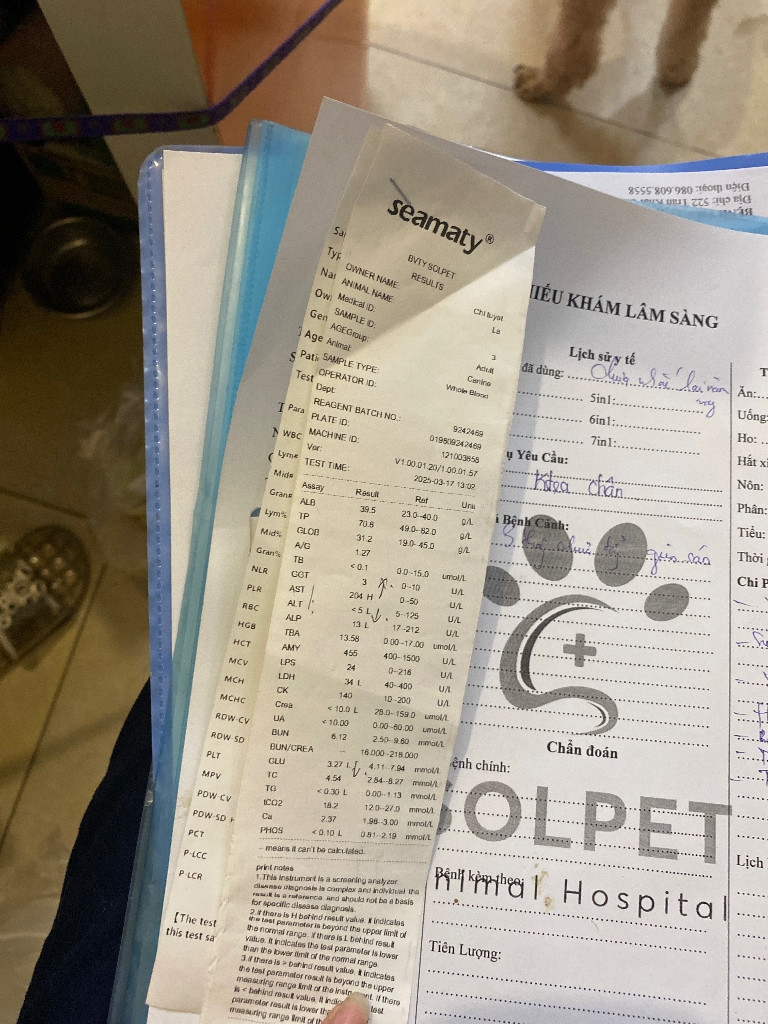 Điện thoại: 086.608.5558
Địa chỉ: 522 Trần
seamaty®
BVTY SOLPET
RESULTS
OWNER NAME: Chi tuyet
ANIMAL NAME: La
Medical ID:
SAMPLE ID: 3
AGEGroup: Adult
Animal: Canine
SAMPLE TYPE: Whole Blood
OPERATOR ID:
Dept:
REAGENT BATCH NO.: 9242469
PLATE ID: 019809242469
MACHINE ID: 121003658
Ver: V1.00.01.20/1.00.01.57
TEST TIME: 2025-03-17 13:02
Assay Result Ref Unit
ALB 39.5 23.0--40.0 g/L
TP 70.8 49.0--82.0 g/L
GLOB 31.2 19.0--45.0 g/L
A/G 1.27
TB <0.1 0.0--15.0 umol/L
GGT 3 0--10 U/L
AST 204 H 0--50 U/L
ALT <5 L 5--125 U/L
ALP 13 L 17--212 U/L
TBA 13.58 0.00--17.00 umol/L
AMY 455 400--1500 U/L
LPS 24 0--216 U/L
LDH 34 L 40--400 U/L
CK 140 10--200 U/L
Crea <10.0 L 28.0--159.0 umol/L
UA <10.00 0.00--60.00 umol/L
BUN 6.12 2.50--9.60 mmol/L
BUN/CREA -- 16.000--218.000
GLU 3.27 L 4.11--7.94 mmol/L
TC 4.54 2.84--8.27 mmol/L
TG <0.30 L 0.00--1.13 mmol/L
tCO2 18.2 12.0--27.0 mmol/L
Ca 2.37 1.98--3.00 mmol/L
PHOS <0.10 L 0.81--2.19 mmol/L
-- means it can't be calculated.
print notes
1.This instrument is a screening analyzer
disease diagnosis is complex and individual. the
result is a reference, and should not be a basis
for specific disease diagnosis.
2.if there is H behind result value, it indicates
the test parameter is beyond the upper limit of
the normal range. if there is L behind result
value, it indicates the test parameter is lower
than the lower limit of the normal range.
3.if there is > behind result value, it indicates
the test parameter result is beyond the upper
measuring range limit of the instrument. if there
is < behind result value, it indic test
parameter result is lower tha
measuring range limit of th
Typ
Gen
Age
Pati
Test
Para
WBC
Lym#
Mid#
Gran#
Lym%
Mid%
Gran%
NLR
PLR
RBC
HGB
HCT
MCV
MCH
MCHC
RDW-CV
RDW-SD
PLT
MPV
PDW-CV
PDW-SD
PCT
P-LCC
P-LCR
【The test
this test sa
HIẾU KHÁM LÂM SÀNG
Lịch sử y tế
đã dùng:
5in1:
6in1:
7in1:
Yêu Cầu:
Khoa chân
Bệnh Cảnh:
Chẩn đoán
Bệnh chính:
Bệnh kèm theo:
Tiên Lượng:
SOLPET
nimal Hospital
Ăn:
Uống:
Ho:
Hắt xì
Nôn:
Phân:
Tiểu:
Thời
Chi P
Lịch